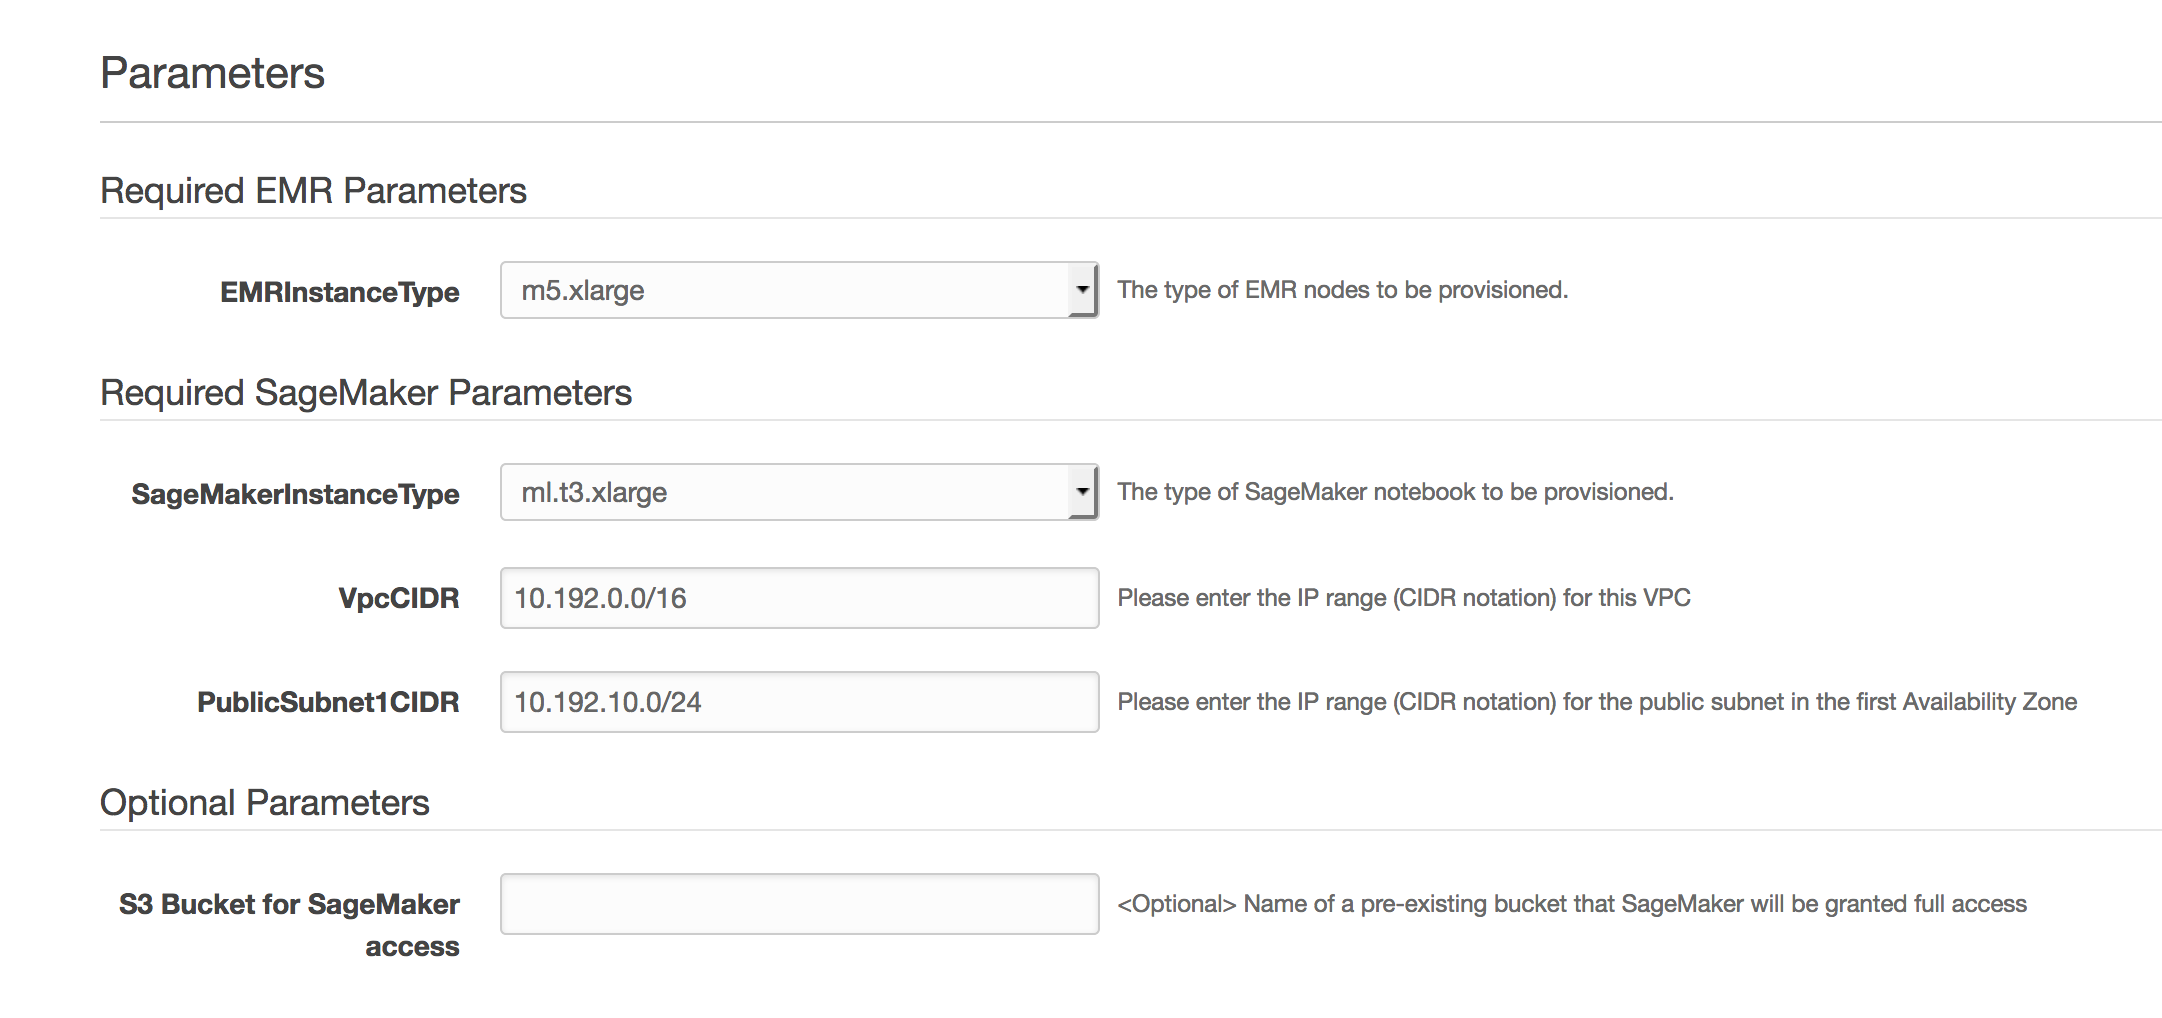 Parameters
Required EMR Parameters
EMRInstanceType m5.xlarge The type of EMR nodes to be provisioned.
Required SageMaker Parameters
SageMakerInstanceType ml.t3.xlarge The type of SageMaker notebook to be provisioned.
VpcCIDR 10.192.0.0/16 Please enter the IP range (CIDR notation) for this VPC
PublicSubnet1CIDR 10.192.10.0/24 Please enter the IP range (CIDR notation) for the public subnet in the first Availability Zone
Optional Parameters
S3 Bucket for SageMaker <Optional> Name of a pre-existing bucket that SageMaker will be granted full access
access